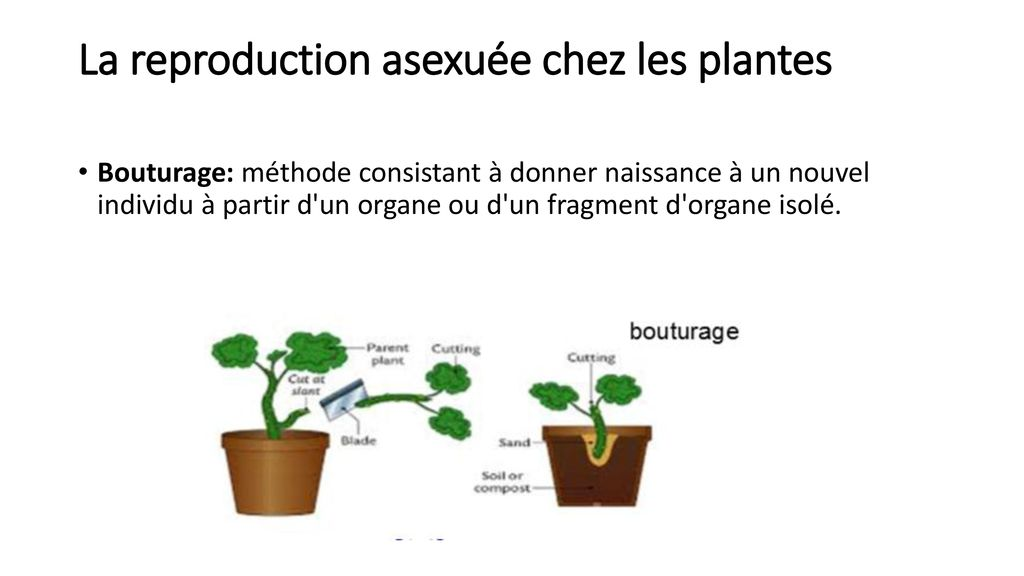 La reproduction asexuée chez les plantes
• Bouturage: méthode consistant à donner naissance à un nouvel
individu à partir d'un organe ou d'un fragment d'organe isolé.
bouturage
Parent
plant
Cutting
Cut at
slant
Blade
Cutting
Sand
Soil or
compost